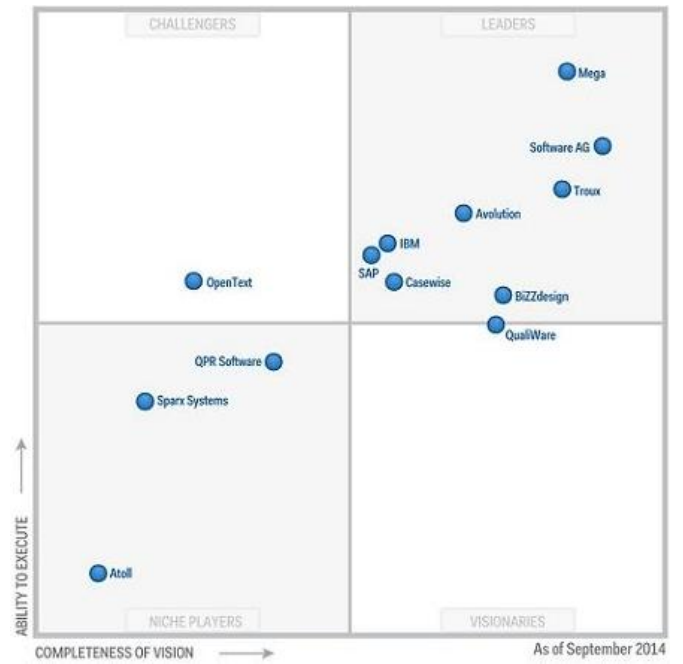 CHALLENGERS
LEADERS
Mega
Software AG
Troux
Avolution
IBM
SAP
Casewise
OpenText
BiZZdesign
QualiWare
QPR Software
Sparx Systems
Atoll
NICHE PLAYERS
VISIONARIES
ABILITY TO EXECUTE
COMPLETENESS OF VISION
As of September 2014